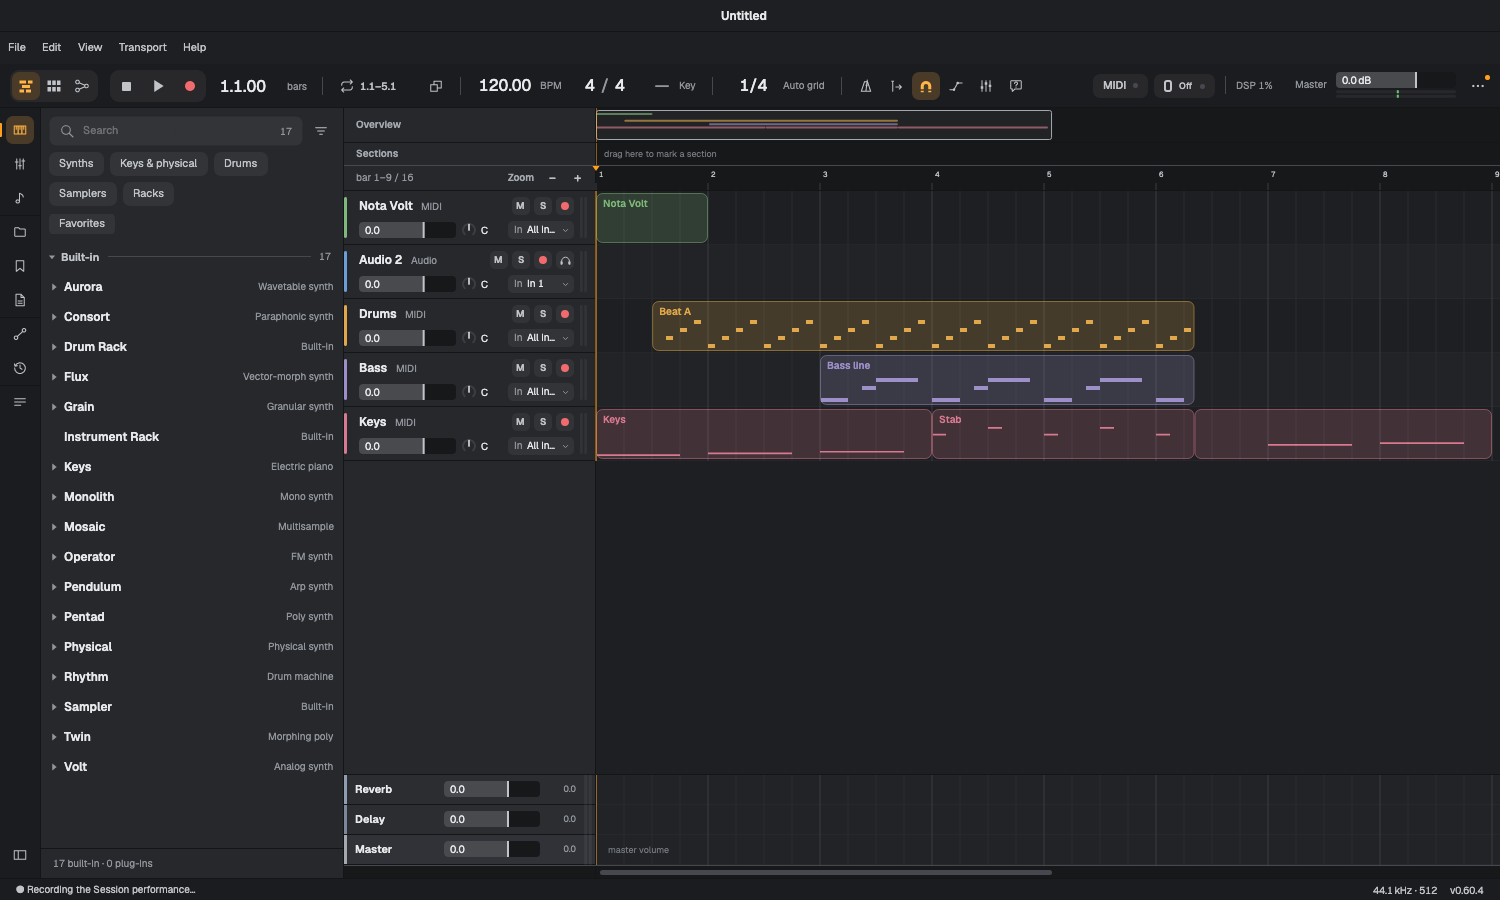 Untitled
File Edit View Transport Help
1.1.00 bars 1.1–5.1 120.00 BPM 4 / 4 — Key 1/4 Auto grid MIDI Off DSP 1% Master 0.0 dB
Search 17
Synths Keys & physical Drums
Samplers Racks
Favorites
Built-in 17
Aurora Wavetable synth
Consort Paraphonic synth
Drum Rack Built-in
Flux Vector-morph synth
Grain Granular synth
Instrument Rack Built-in
Keys Electric piano
Monolith Mono synth
Mosaic Multisample
Operator FM synth
Pendulum Arp synth
Pentad Poly synth
Physical Physical synth
Rhythm Drum machine
Sampler Built-in
Twin Morphing poly
Volt Analog synth
17 built-in · 0 plug-ins
Overview
Sections drag here to mark a section
bar 1–9 / 16 Zoom − +
1 2 3 4 5 6 7 8 9
Nota Volt MIDI M S
0.0 C In All in...
Nota Volt
Audio 2 Audio M S
0.0 C In In 1
Drums MIDI M S
0.0 C In All in...
Beat A
Bass MIDI M S
0.0 C In All in...
Bass line
Keys MIDI M S
0.0 C In All in...
Keys Stab
Reverb 0.0 0.0
Delay 0.0 0.0
Master 0.0 0.0
master volume
Recording the Session performance...
44.1 kHz · 512 v0.60.4